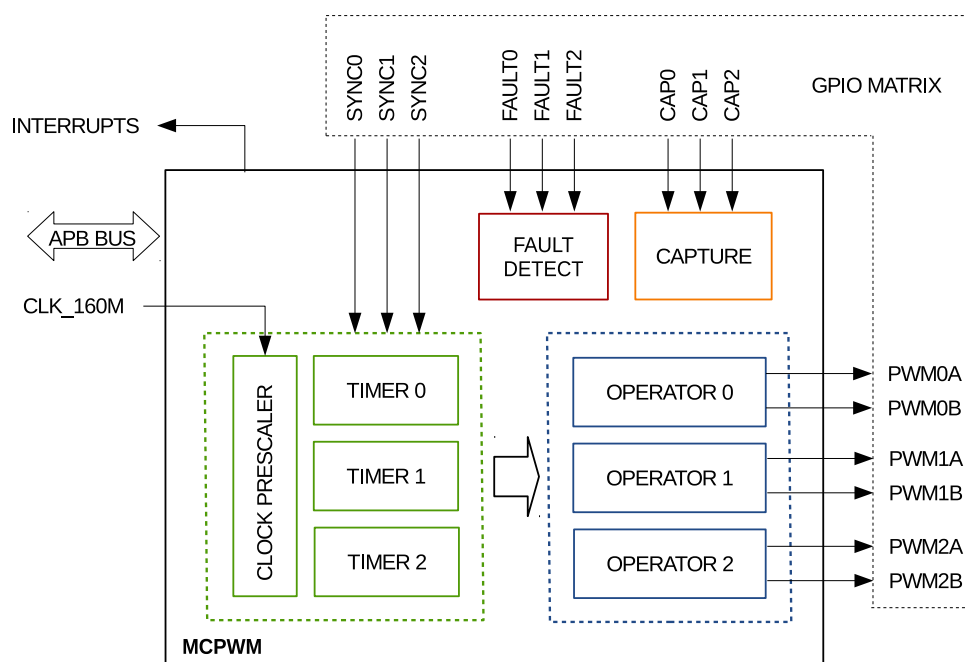 SYNC0
SYNC1
SYNC2
FAULT0
FAULT1
FAULT2
CAP0
CAP1
CAP2
GPIO MATRIX
INTERRUPTS
APB BUS
FAULT
DETECT
CAPTURE
CLK_160M
CLOCK PRESCALER
TIMER 0
TIMER 1
TIMER 2
OPERATOR 0
OPERATOR 1
OPERATOR 2
PWM0A
PWM0B
PWM1A
PWM1B
PWM2A
PWM2B
MCPWM